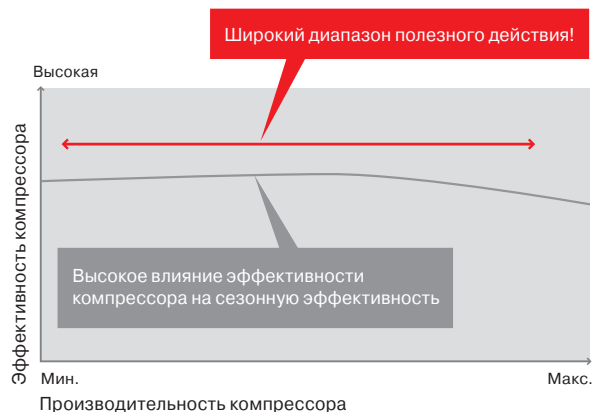 Широкий диапазон полезного действия!
Высокая
Эффективность компрессора
Высокое влияние эффективности
компрессора на сезонную эффективность
Мин.
Макс.
Производительность компрессора